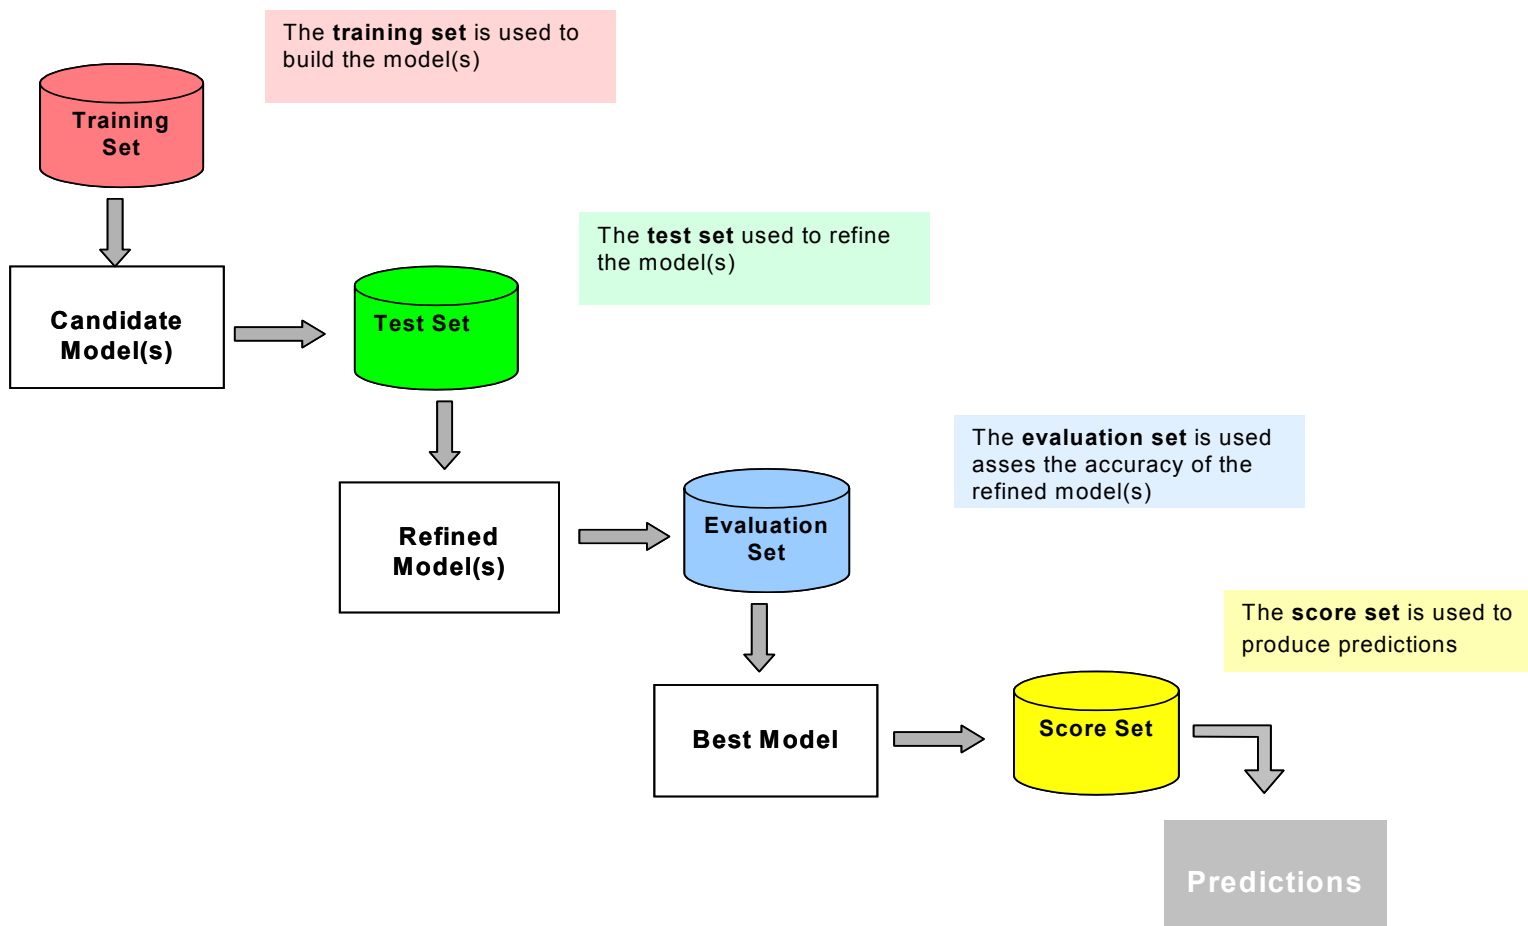 The training set is used to
build the model(s)
Training
Set
The test set used to refine
the model(s)
Candidate
Model(s)
Test Set
The evaluation set is used
asses the accuracy of the
refined model(s)
Refined
Model(s)
Evaluation
Set
The score set is used to
produce predictions
Best Model
Score Set
Predictions